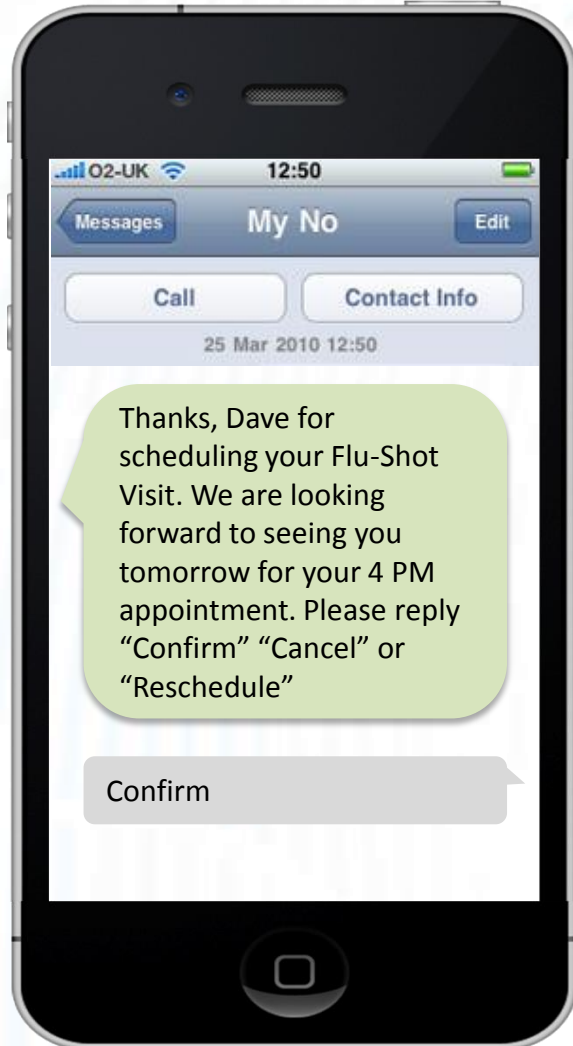 O2-UK 12:50
Messages My No Edit
Call Contact Info
25 Mar 2010 12:50
Thanks, Dave for
scheduling your Flu-Shot
Visit. We are looking
forward to seeing you
tomorrow for your 4 PM
appointment. Please reply
“Confirm” “Cancel” or
“Reschedule”
Confirm